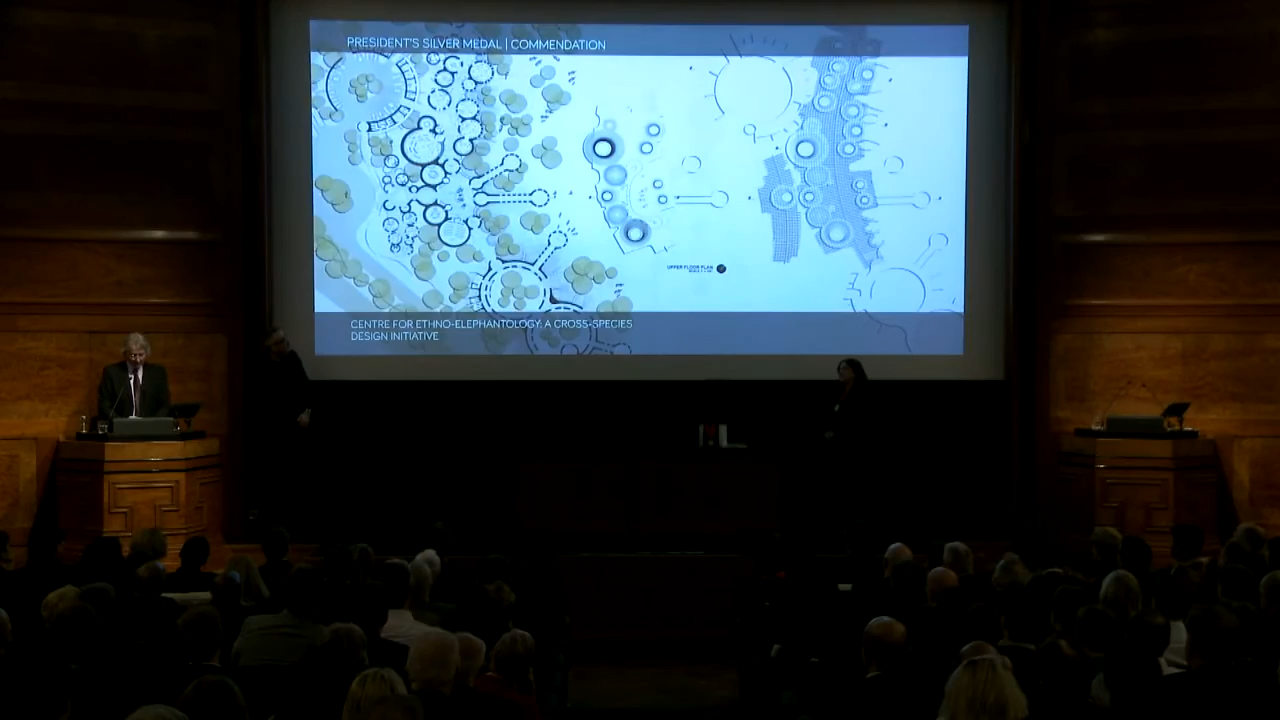 PRESIDENT'S SILVER MEDAL | COMMENDATION
UPPER FLOOR PLAN
CENTRE FOR ETHNO-ELEPHANTOLOGY: A CROSS-SPECIES
DESIGN INITIATIVE